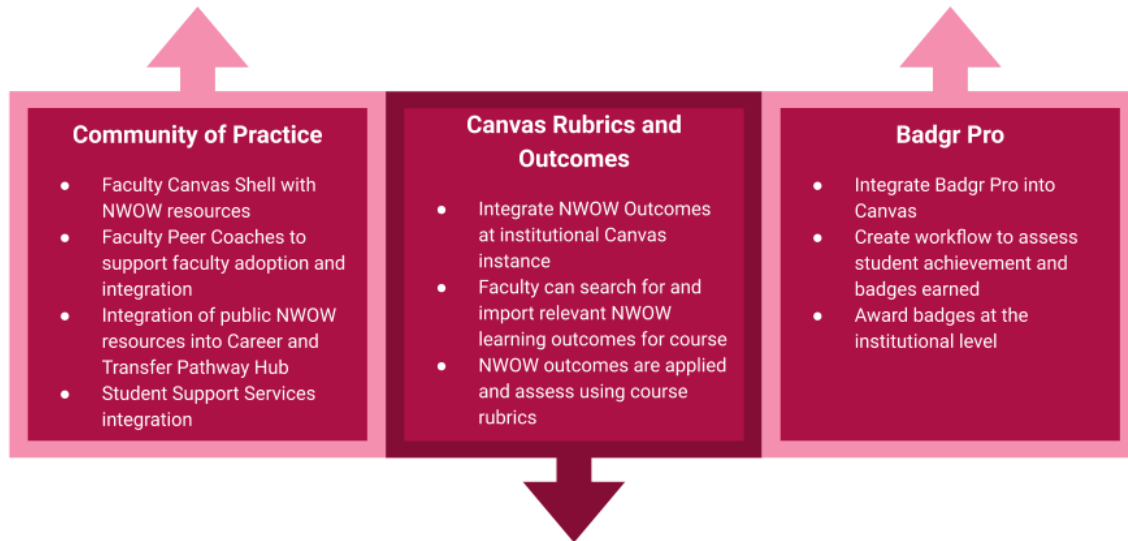 Community of Practice
● Faculty Canvas Shell with
NWOW resources
● Faculty Peer Coaches to
support faculty adoption and
integration
● Integration of public NWOW
resources into Career and
Transfer Pathway Hub
● Student Support Services
integration
Canvas Rubrics and
Outcomes
● Integrate NWOW Outcomes
at institutional Canvas
instance
● Faculty can search for and
import relevant NWOW
learning outcomes for course
● NWOW outcomes are applied
and assess using course
rubrics
Badgr Pro
● Integrate Badgr Pro into
Canvas
● Create workflow to assess
student achievement and
badges earned
● Award badges at the
institutional level